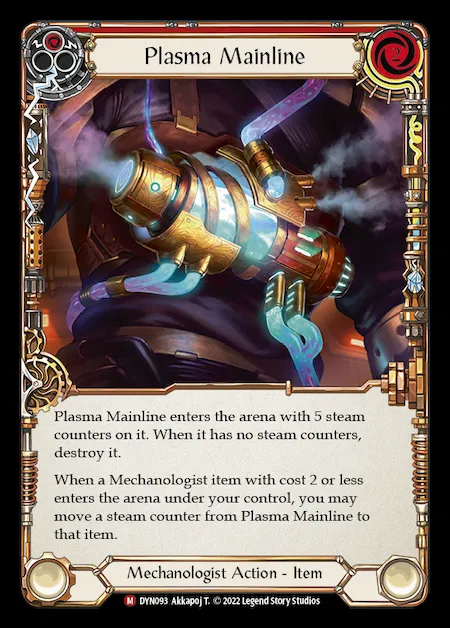 Plasma Mainline
2
Plasma Mainline enters the arena with 5 steam
counters on it. When it has no steam counters,
destroy it.
When a Mechanologist item with cost 2 or less
enters the arena under your control, you may
move a steam counter from Plasma Mainline to
that item.
Mechanologist Action - Item
M DYN093 Akkapoj T. © 2022 Legend Story Studios